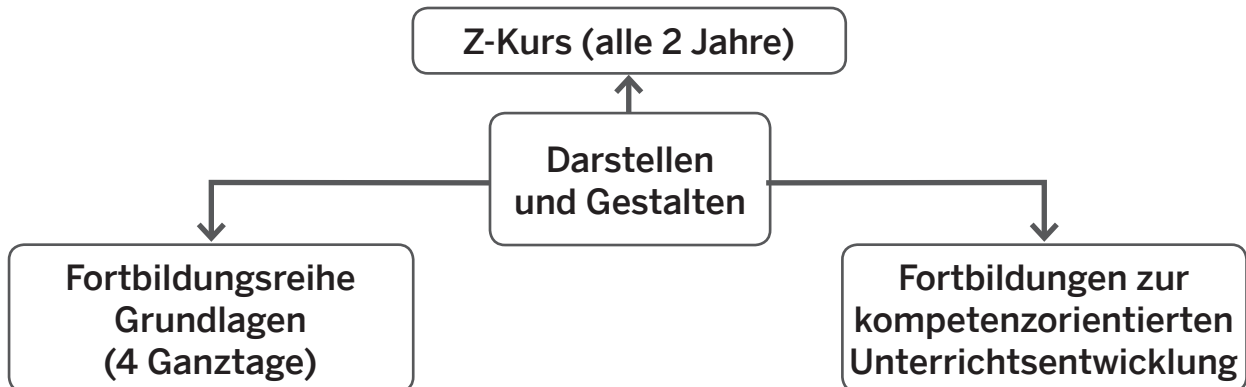 Z-Kurs (alle 2 Jahre)
Darstellen
und Gestalten
Fortbildungsreihe
Grundlagen
(4 Ganztage)
Fortbildungen zur
kompetenzorientierten
Unterrichtsentwicklung